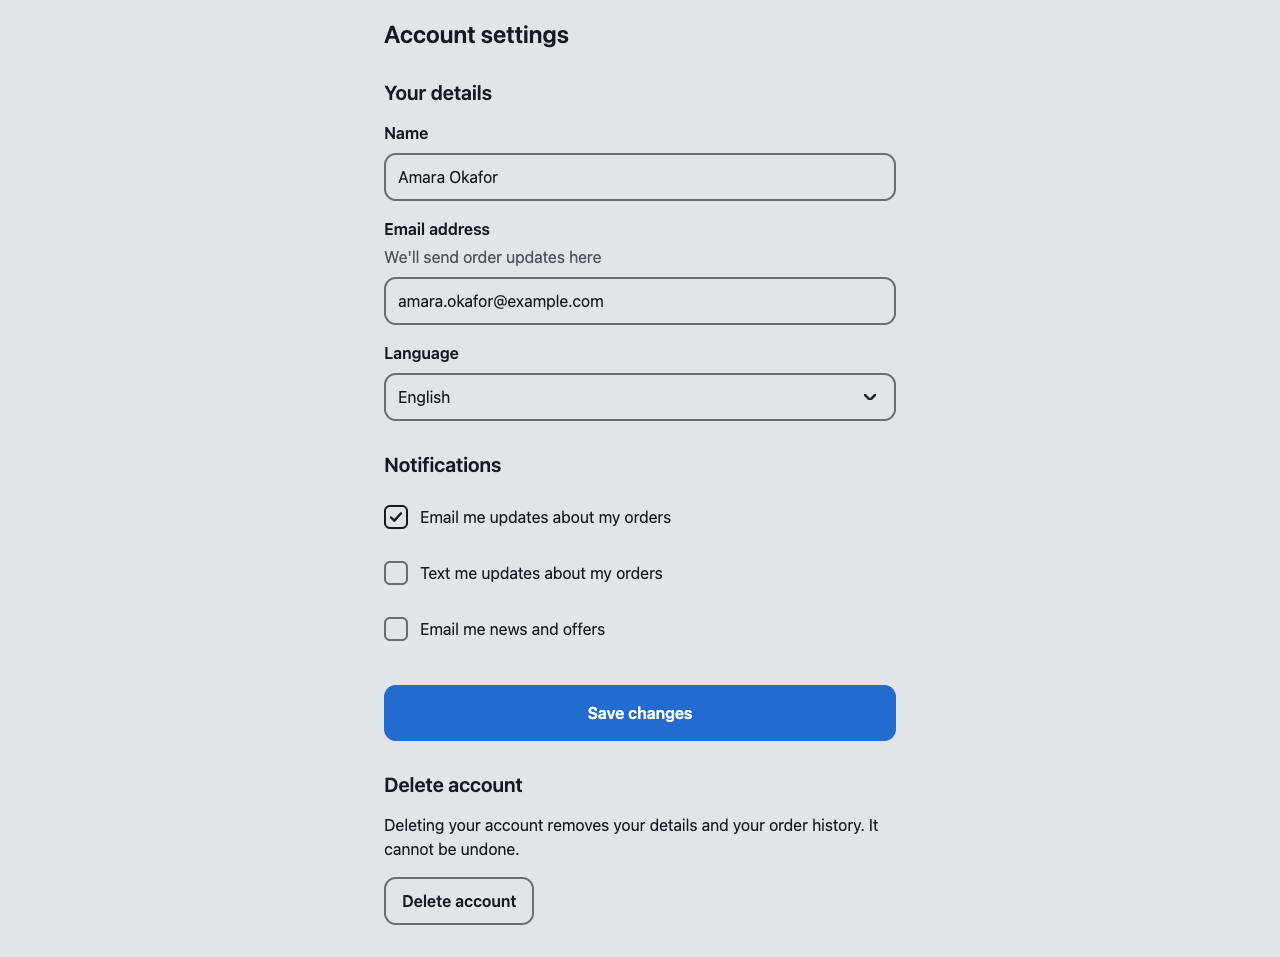 Account settings
Your details
Name
Amara Okafor
Email address
We'll send order updates here
amara.okafor@example.com
Language
English
Notifications
Email me updates about my orders
Text me updates about my orders
Email me news and offers
Save changes
Delete account
Deleting your account removes your details and your order history. It
cannot be undone.
Delete account